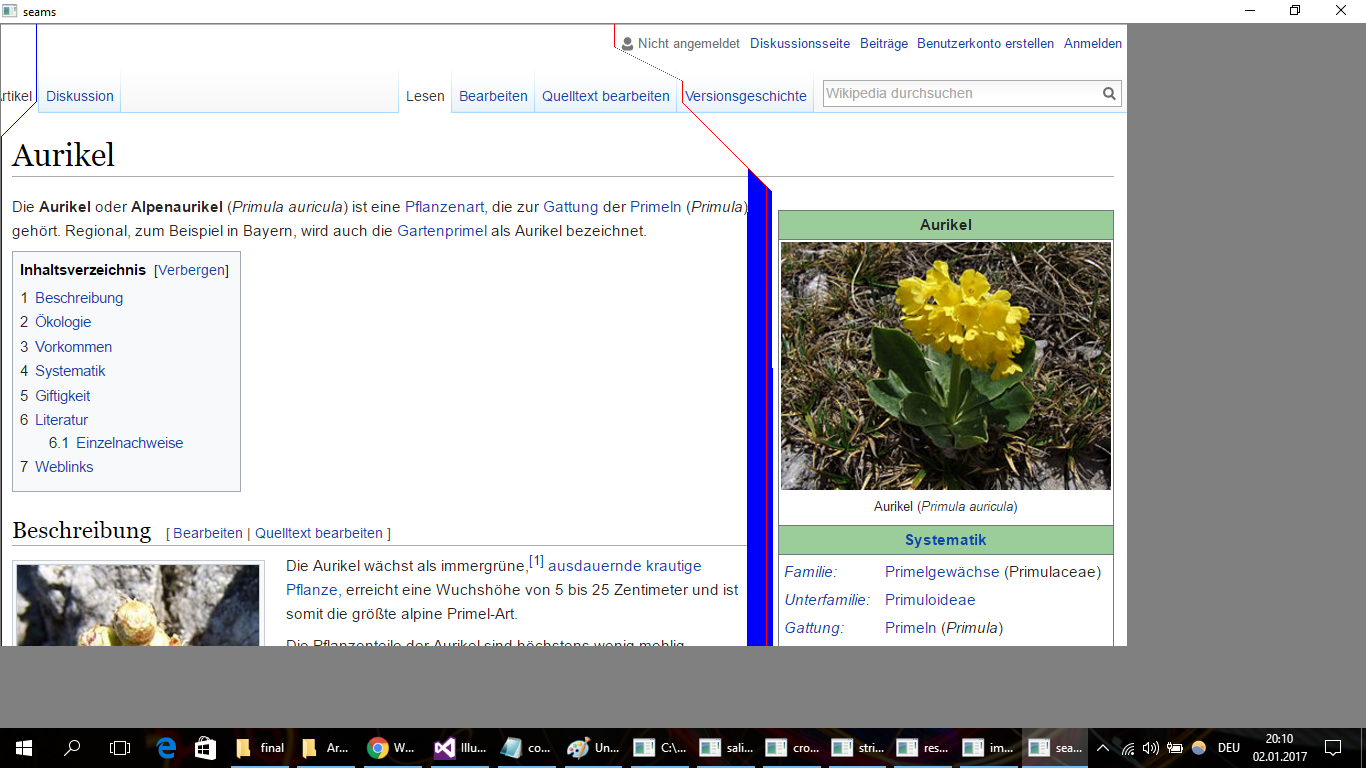 seams
Nicht angemeldet Diskussionsseite Beiträge Benutzerkonto erstellen Anmelden
rtikel Diskussion Lesen Bearbeiten Quelltext bearbeiten Versionsgeschichte Wikipedia durchsuchen
Aurikel
Die Aurikel oder Alpenaurikel (Primula auricula) ist eine Pflanzenart, die zur Gattung der Primeln (Primula)
gehört. Regional, zum Beispiel in Bayern, wird auch die Gartenprimel als Aurikel bezeichnet.
Inhaltsverzeichnis [Verbergen]
1 Beschreibung
2 Ökologie
3 Vorkommen
4 Systematik
5 Giftigkeit
6 Literatur
6.1 Einzelnachweise
7 Weblinks
Beschreibung [ Bearbeiten | Quelltext bearbeiten ]
Die Aurikel wächst als immergrüne,[1] ausdauernde krautige
Pflanze, erreicht eine Wuchshöhe von 5 bis 25 Zentimeter und ist
somit die größte alpine Primel-Art.
Die Pflanzenteile der Aurikel sind höchstens wenig mehlig
Aurikel
Aurikel (Primula auricula)
Systematik
Familie: Primelgewächse (Primulaceae)
Unterfamilie: Primuloideae
Gattung: Primeln (Primula)
final Ar... W... Illu... co... Un... C:\... sali... cro... stri... res... im... sea... DEU 20:10
02.01.2017